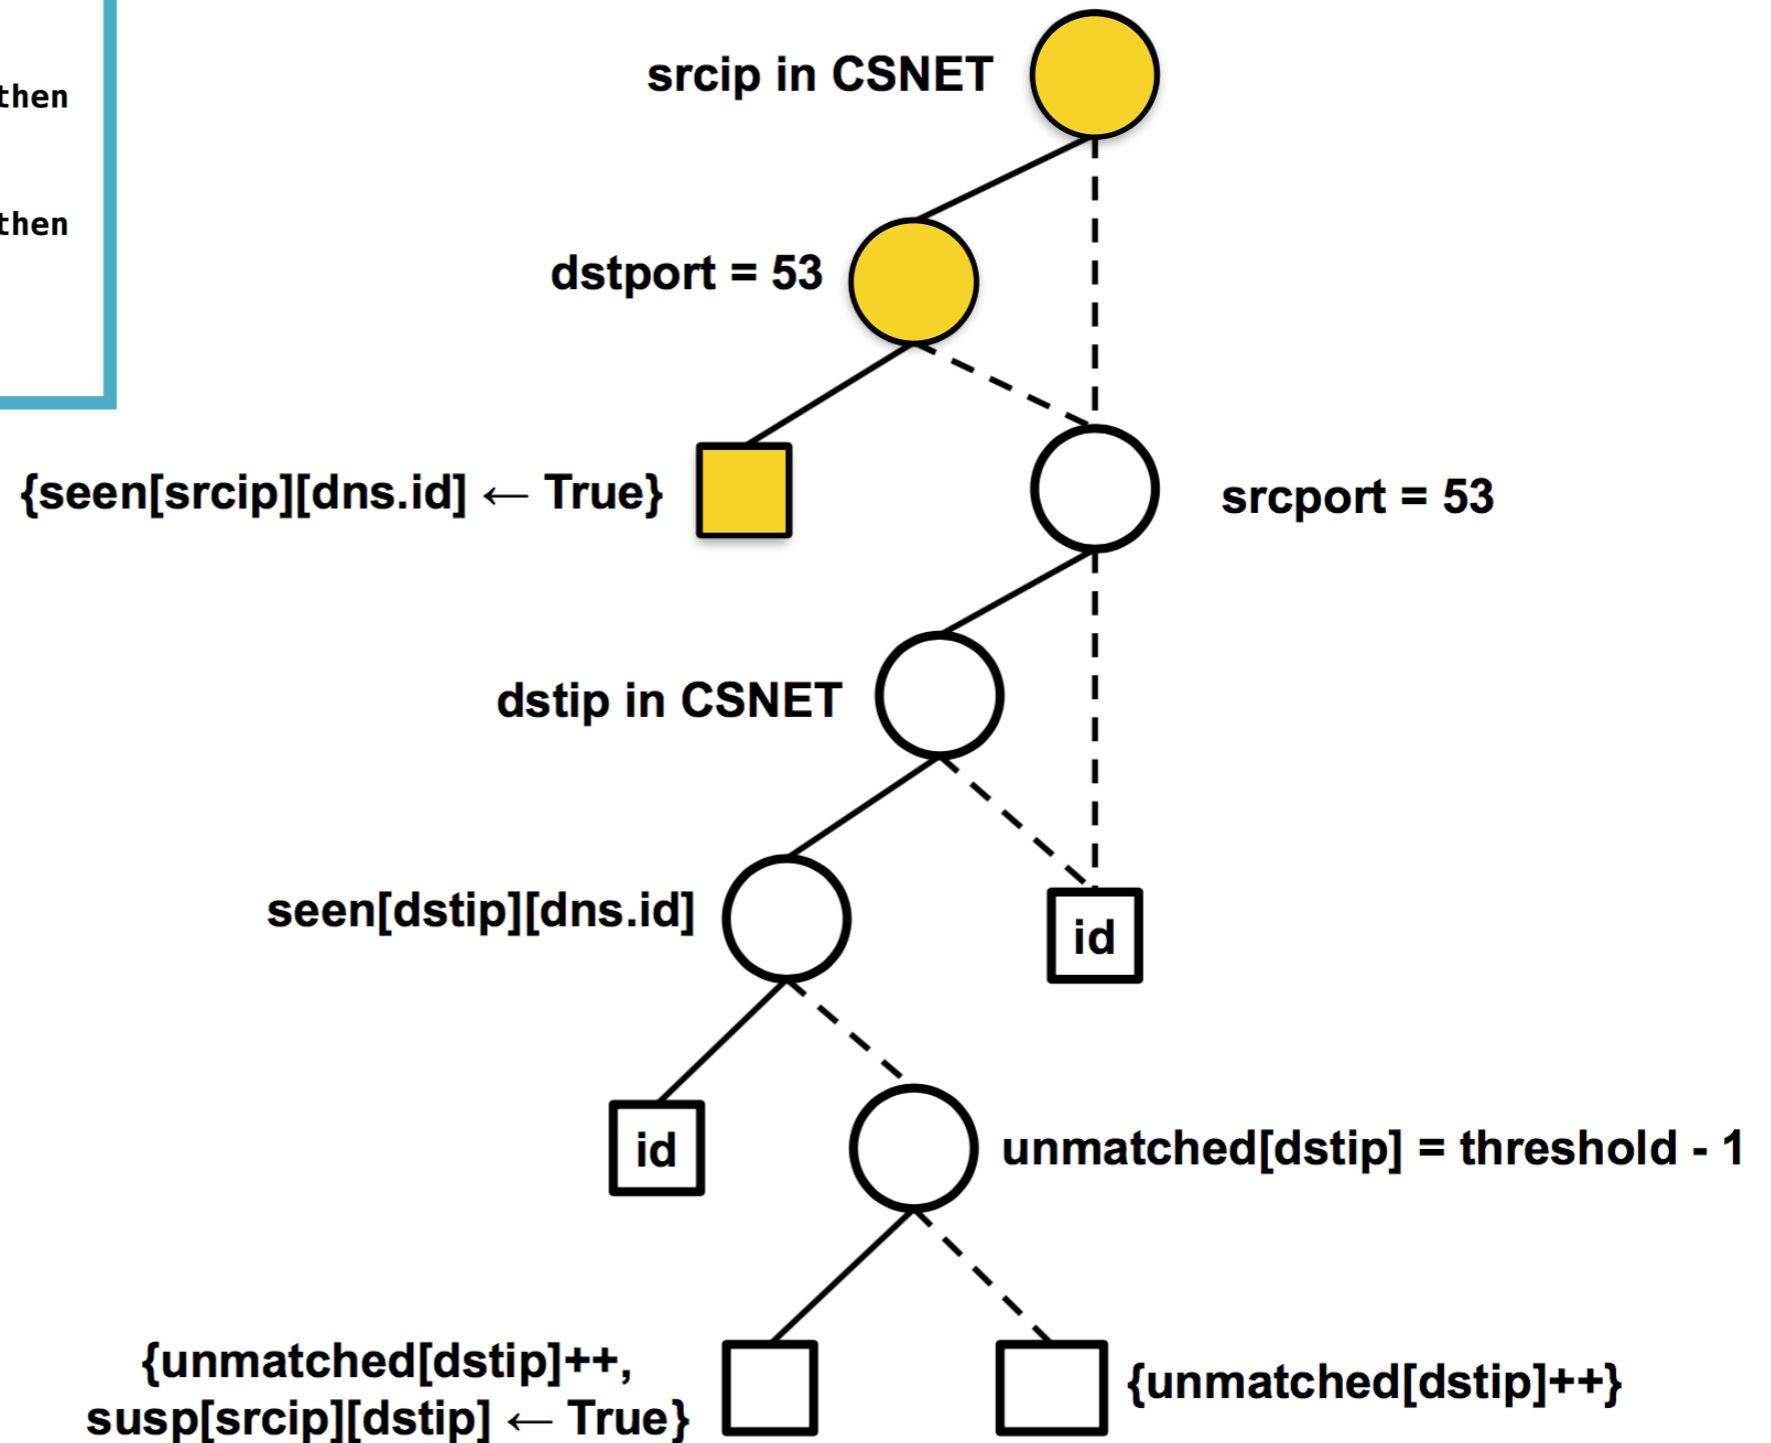 srcip in CSNET
then
then
dstport = 53
{seen[srcip][dns.id] ← True}
srcport = 53
dstip in CSNET
seen[dstip][dns.id]
id
id
unmatched[dstip] = threshold - 1
{unmatched[dstip]++,
susp[srcip][dstip] ← True}
{unmatched[dstip]++}